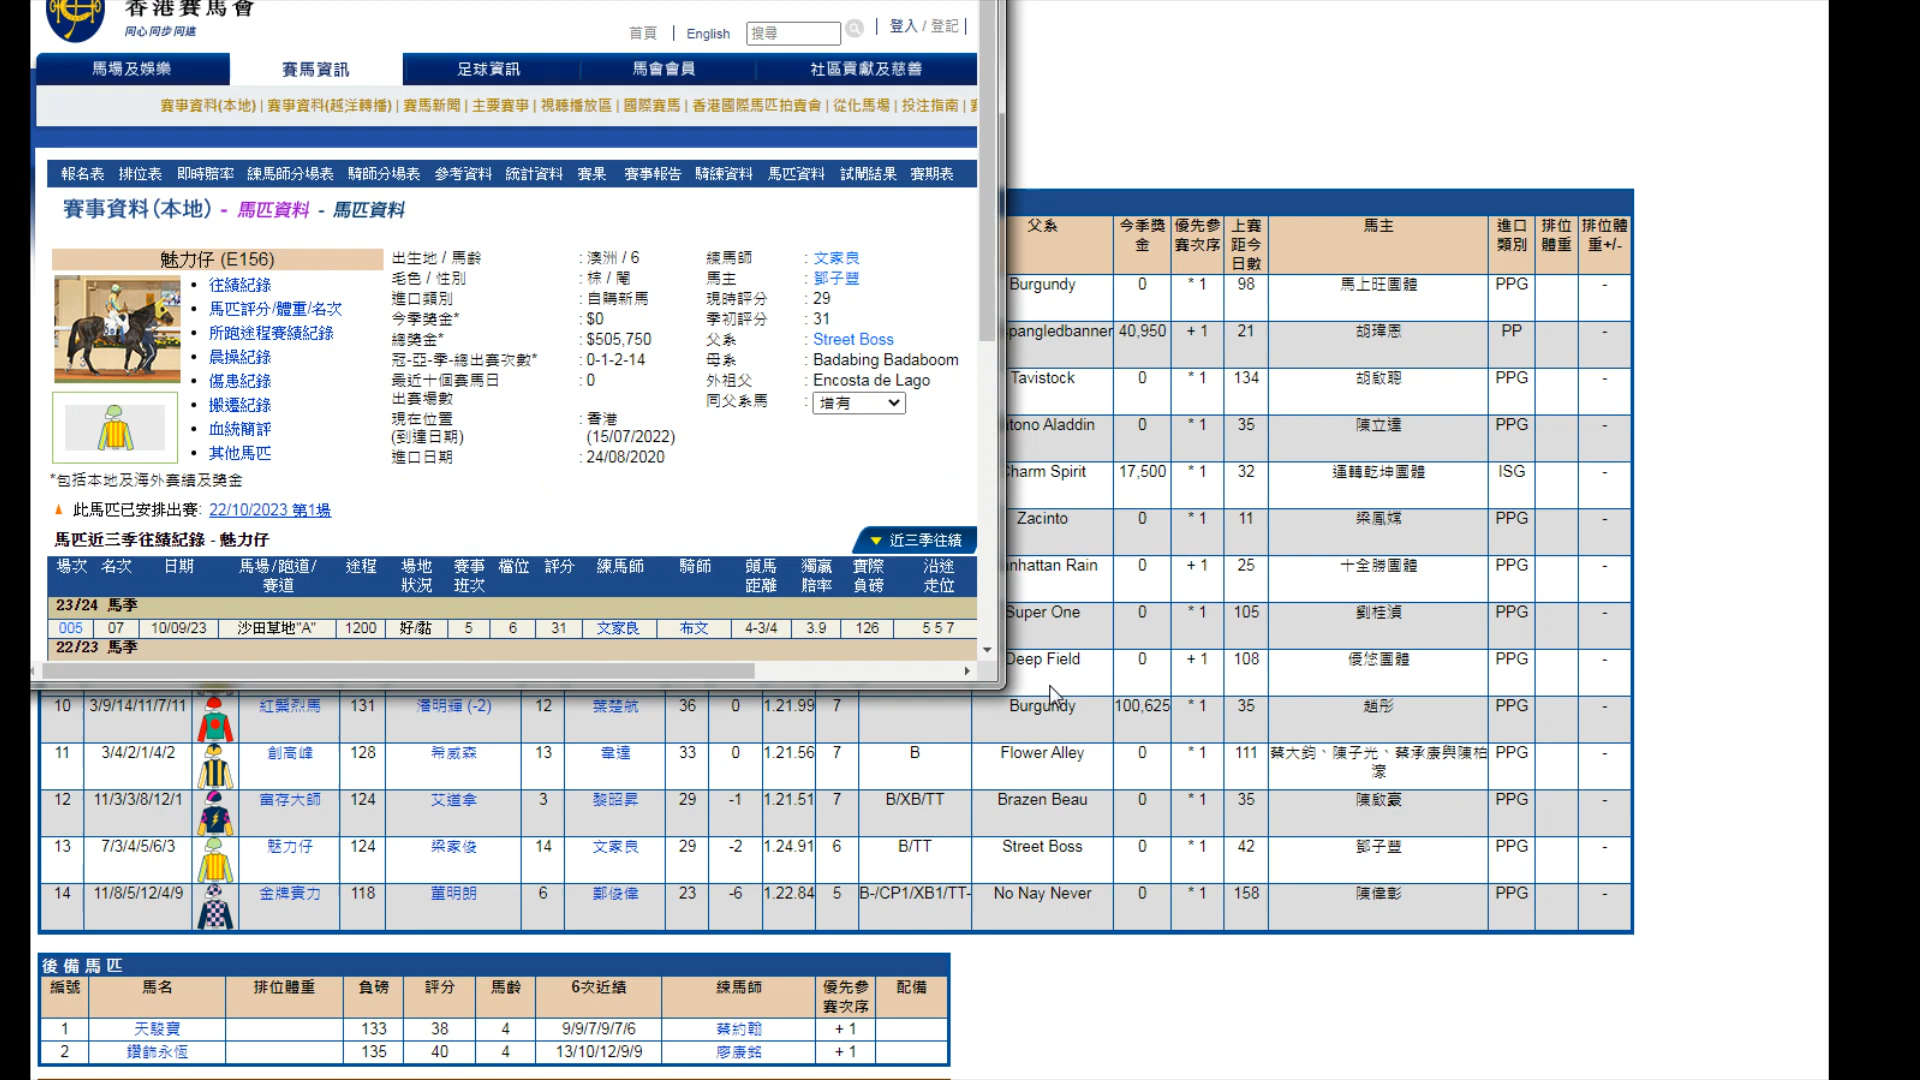 香港賽馬會
同心同步同進
首頁 | English 搜尋 | 登入 / 登記 |
馬場及娛樂 賽馬資訊 足球資訊 馬會會員 社區貢獻及慈善
賽事資料(本地) | 賽事資料(越洋轉播) | 賽馬新聞 | 主要賽事 | 視聽播放區 | 國際賽馬 | 香港國際馬匹拍賣會 | 從化馬場 | 投注指南 |
報名表 排位表 即時賠率 練馬師分場表 騎師分場表 參考資料 統計資料 賽果 賽事報告 騎練資料 馬匹資料 試閘結果 賽期表
賽事資料(本地) - 馬匹資料 - 馬匹資料
魅力仔 (E156)
往績紀錄
馬匹評分/體重/名次
所跑途程賽績紀錄
晨操紀錄
傷患紀錄
搬遷紀錄
血統簡評
其他馬匹
出生地 / 馬齡 : 澳洲 / 6 練馬師 : 文家良
毛色 / 性別 : 棕 / 閹 馬主 : 鄧子豐
進口類別 : 自購新馬 現時評分 : 29
今季獎金* : $0 季初評分 : 31
總獎金* : $505,750 父系 : Street Boss
冠-亞-季-總出賽次數* : 0-1-2-14 母系 : Badabing Badaboom
最近十個賽馬日 : 0 外祖父 : Encosta de Lago
出賽場數 同父系馬 : 增有
現在位置 : 香港
(到達日期) (15/07/2022)
進口日期 : 24/08/2020
*包括本地及海外賽績及獎金
此馬匹已安排出賽: 22/10/2023 第1場
馬匹近三季往績紀錄 - 魅力仔 近三季往績
場次 名次 日期 馬場/跑道/賽道 途程 場地狀況 賽事班次 檔位 評分 練馬師 騎師 頭馬距離 獨贏賠率 實際負磅 沿途走位
23/24 馬季
005 07 10/09/23 沙田草地"A" 1200 好/黏 5 6 31 文家良 布文 4-3/4 3.9 126 5 5 7
22/23 馬季
父系 今季獎金 優先參賽次序 上賽距今日數 馬主 進口類別 排位體重 排位體重+/-
Burgundy 0 * 1 98 馬上旺團體 PPG -
pangledbanner 40,950 + 1 21 胡瑋恩 PP -
Tavistock 0 * 1 134 胡啟聰 PPG -
tono Aladdin 0 * 1 35 陳立達 PPG -
Charm Spirit 17,500 * 1 32 運轉乾坤團體 ISG -
Zacinto 0 * 1 11 梁鳳嫦 PPG -
nhattan Rain 0 + 1 25 十全勝團體 PPG -
Super One 0 * 1 105 劉桂湞 PPG -
Deep Field 0 + 1 108 優悠團體 PPG -
10 3/9/14/11/7/11 紅鬃烈馬 131 潘明輝 (-2) 12 葉楚航 36 0 1.21.99 7 Burgundy 100,625 * 1 35 趙彤 PPG -
11 3/4/2/1/4/2 創高峰 128 希威森 13 韋達 33 0 1.21.56 7 B Flower Alley 0 * 1 111 蔡大鈞、陳子光、蔡承康與陳柏濠 PPG -
12 11/3/3/8/12/1 富存大師 124 艾道拿 3 黎昭昇 29 -1 1.21.51 7 B/XB/TT Brazen Beau 0 * 1 35 陳啟豪 PPG -
13 7/3/4/5/6/3 魅力仔 124 梁家俊 14 文家良 29 -2 1.24.91 6 B/TT Street Boss 0 * 1 42 鄧子豐 PPG -
14 11/8/5/12/4/9 金牌實力 118 董明朗 6 鄭俊偉 23 -6 1.22.84 5 B-/CP1/XB1/TT- No Nay Never 0 * 1 158 陳偉彰 PPG -
後備馬匹
編號 馬名 排位體重 負磅 評分 馬齡 6次近績 練馬師 優先參賽次序 配備
1 天駿寶 133 38 4 9/9/7/9/7/6 蔡約翰 + 1
2 鑽飾永恆 135 40 4 13/10/12/9/9 廖康銘 + 1